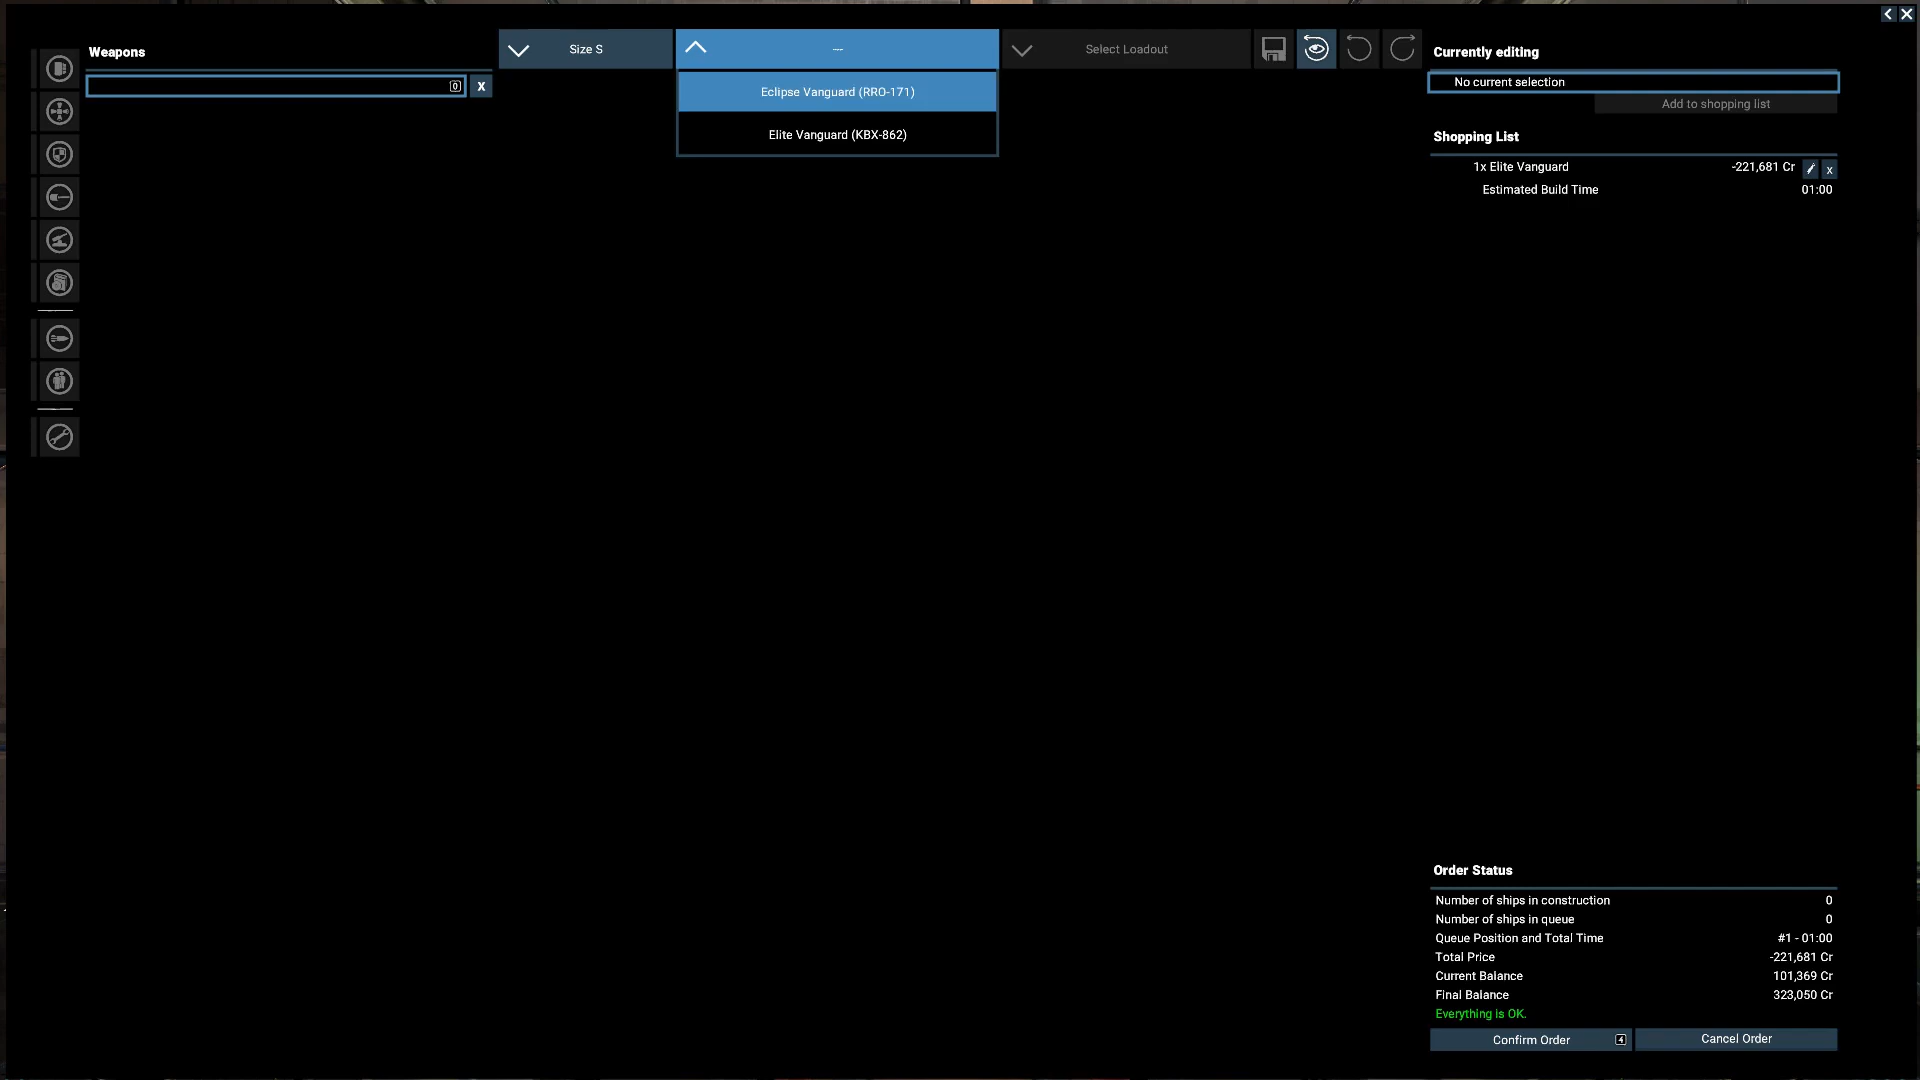 Weapons
0
x
Size S
---
Select Loadout
Eclipse Vanguard (RRO-171)
Elite Vanguard (KBX-862)
Currently editing
No current selection
Add to shopping list
Shopping List
1x Elite Vanguard -221,681 Cr x
Estimated Build Time 01:00
Order Status
Number of ships in construction 0
Number of ships in queue 0
Queue Position and Total Time #1 - 01:00
Total Price -221,681 Cr
Current Balance 101,369 Cr
Final Balance 323,050 Cr
Everything is OK.
Confirm Order 4
Cancel Order